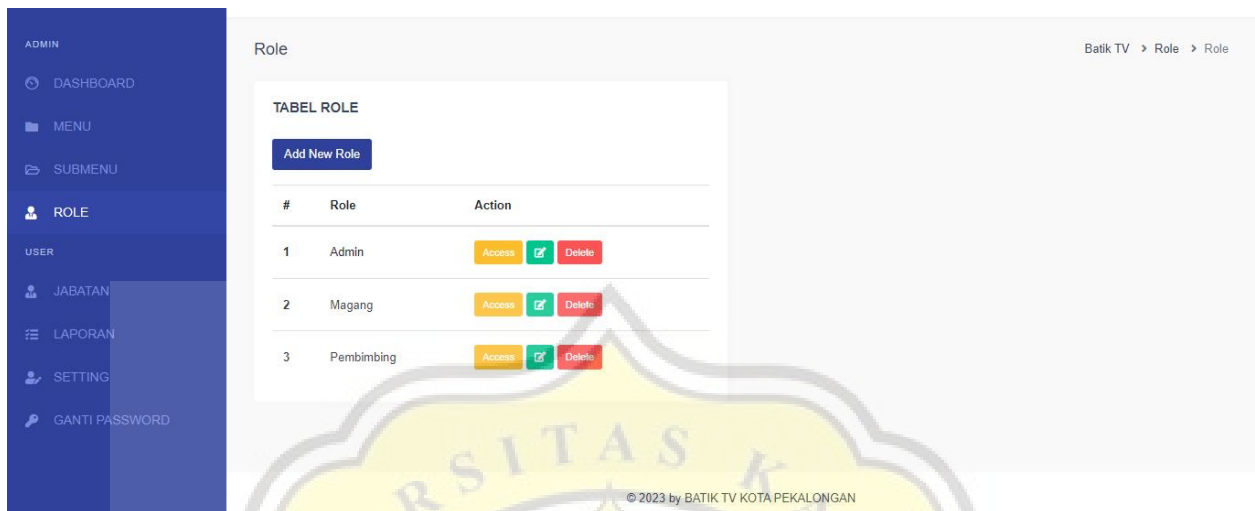 ADMIN
DASHBOARD
MENU
SUBMENU
ROLE
USER
JABATAN
LAPORAN
SETTING
GANTI PASSWORD
Role
Batik TV > Role > Role
TABEL ROLE
Add New Role
# Role Action
1 Admin Access Delete
2 Magang Access Delete
3 Pembimbing Access Delete
RSITAS K
© 2023 by BATIK TV KOTA PEKALONGAN